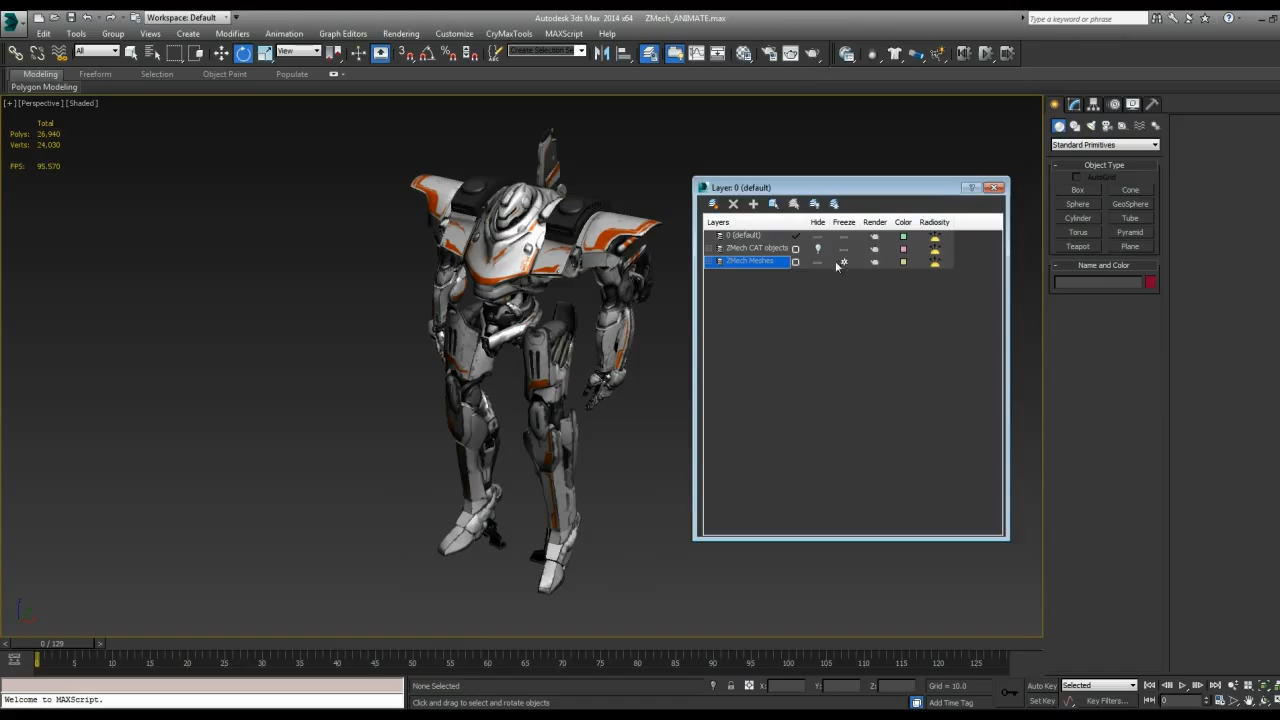 Workspace: Default
Autodesk 3ds Max 2014 x64 ZMech_ANIMATE.max
Type a keyword or phrase
Edit Tools Group Views Create Modifiers Animation Graph Editors Rendering Customize CryMaxTools MAXScript Help
All
View
Create Selection Se
Modeling Freeform Selection Object Paint Populate
Polygon Modeling
[+] [Perspective] [Shaded]
Total
Polys: 26,940
Verts: 24,030
FPS: 95.570
Layer: 0 (default)
Layers Hide Freeze Render Color Radiosity
0 (default)
ZMech CAT objects
ZMech Meshes
Standard Primitives
Object Type
AutoGrid
Box Cone
Sphere GeoSphere
Cylinder Tube
Torus Pyramid
Teapot Plane
Name and Color
0 / 129
0 5 10 15 20 25 30 35 40 45 50 55 60 65 70 75 80 85 90 95 100 105 110 115 120 125
None Selected
X: Y: Z: Grid = 10.0
Auto Key Selected
Welcome to MAXScript.
Click and drag to select and rotate objects
Add Time Tag
Set Key Key Filters...
0